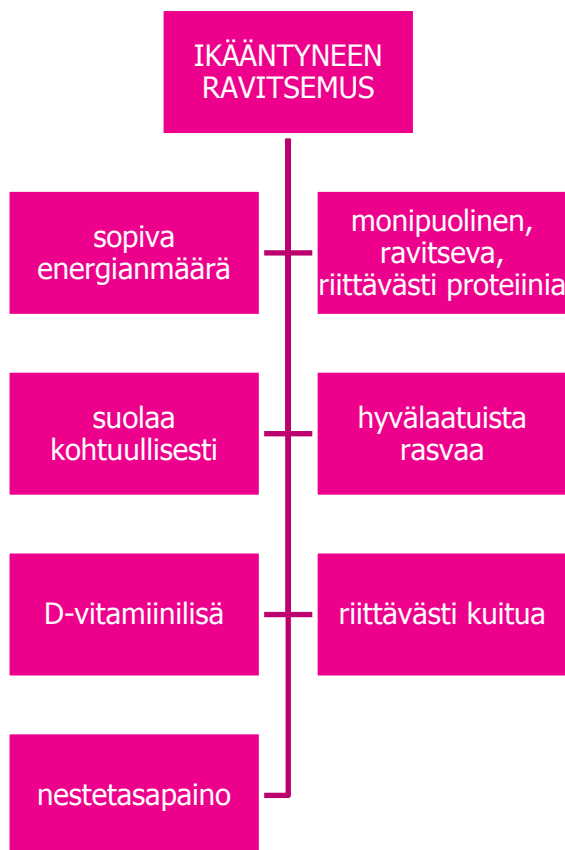 IKÄÄNTYNEEN
RAVITSEMUS
sopiva
energianmäärä
monipuolinen,
ravitseva,
riittävästi proteiinia
suolaa
kohtuullisesti
hyvälaatuista
rasvaa
D-vitamiinilisä
riittävästi kuitua
nestetasapaino